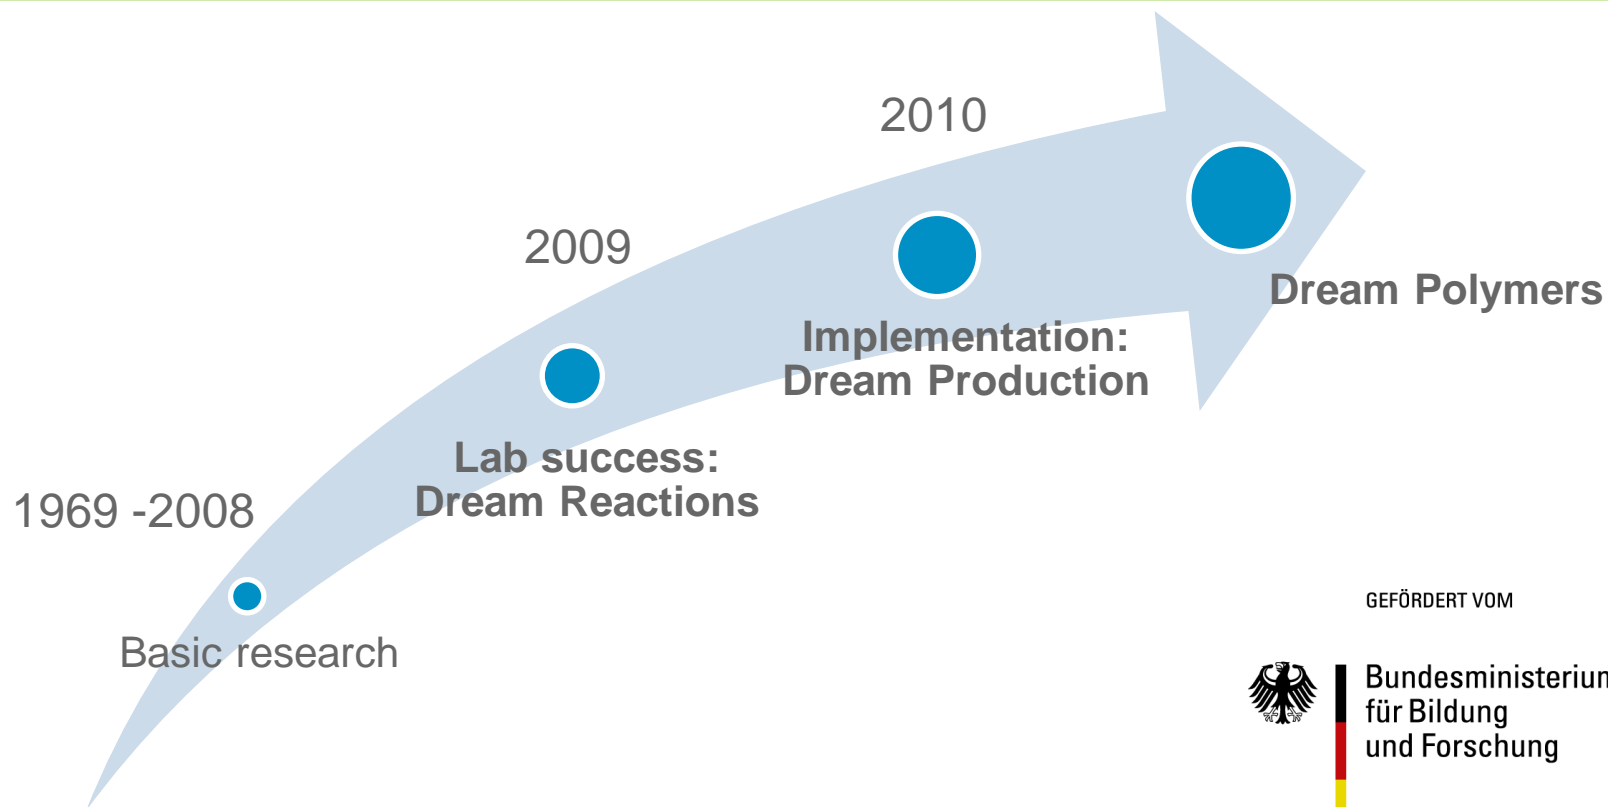 2010
2009
Dream Polymers
Implementation:
Dream Production
Lab success:
Dream Reactions
1969 -2008
Basic research
GEFÖRDERT VOM
Bundesministerium
für Bildung
und Forschung